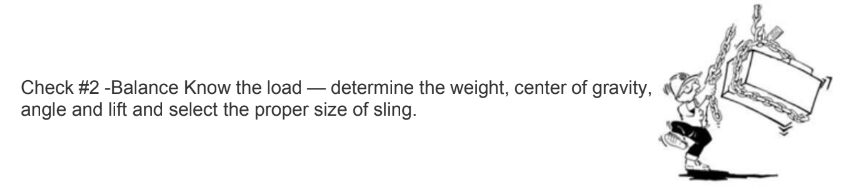 Check #2 -Balance Know the load — determine the weight, center of gravity,
angle and lift and select the proper size of sling.